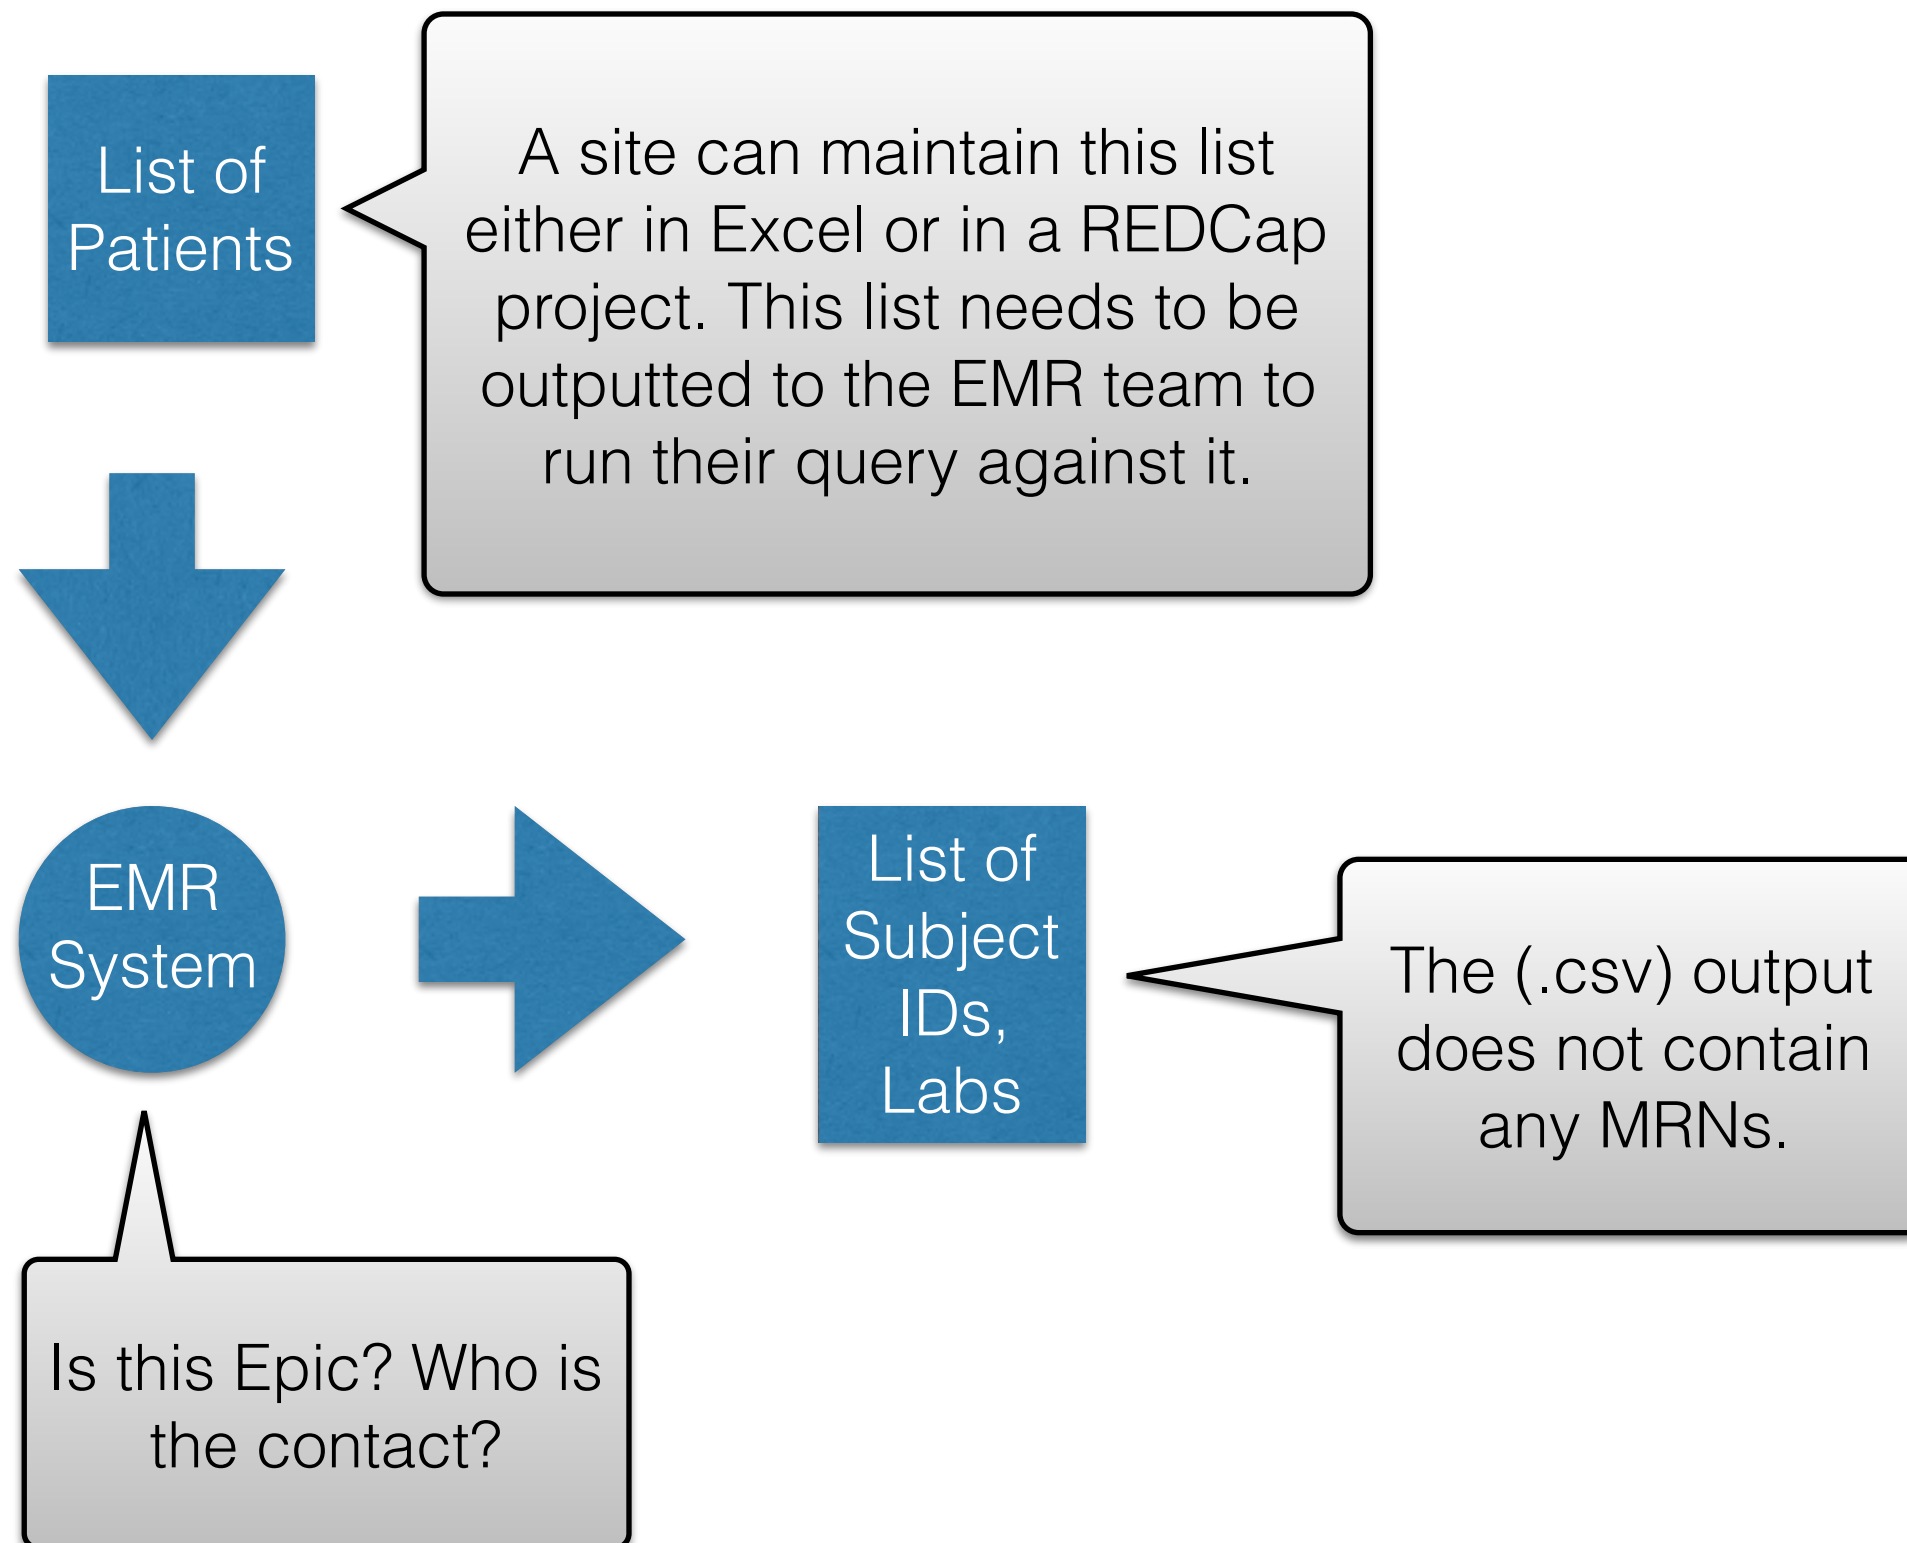 List of
Patients
A site can maintain this list
either in Excel or in a REDCap
project. This list needs to be
outputted to the EMR team to
run their query against it.
EMR
System
List of
Subject
IDs,
Labs
The (.csv) output
does not contain
any MRNs.
Is this Epic? Who is
the contact?